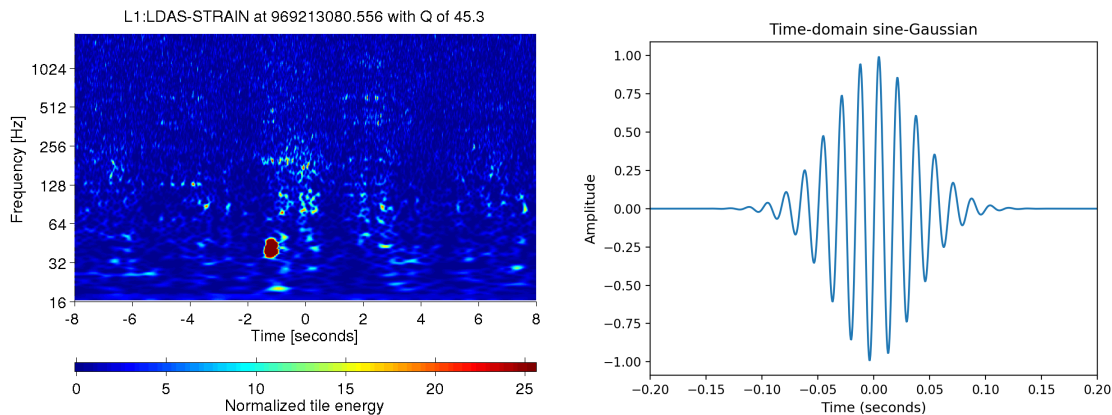 L1:LDAS-STRAIN at 969213080.556 with Q of 45.3
Frequency [Hz]
1024
512
256
128
64
32
16
-8 -6 -4 -2 0 2 4 6 8
Time [seconds]
0 5 10 15 20 25
Normalized tile energy
Time-domain sine-Gaussian
Amplitude
1.00
0.75
0.50
0.25
0.00
−0.25
−0.50
−0.75
−1.00
−0.20 −0.15 −0.10 −0.05 0.00 0.05 0.10 0.15 0.20
Time (seconds)